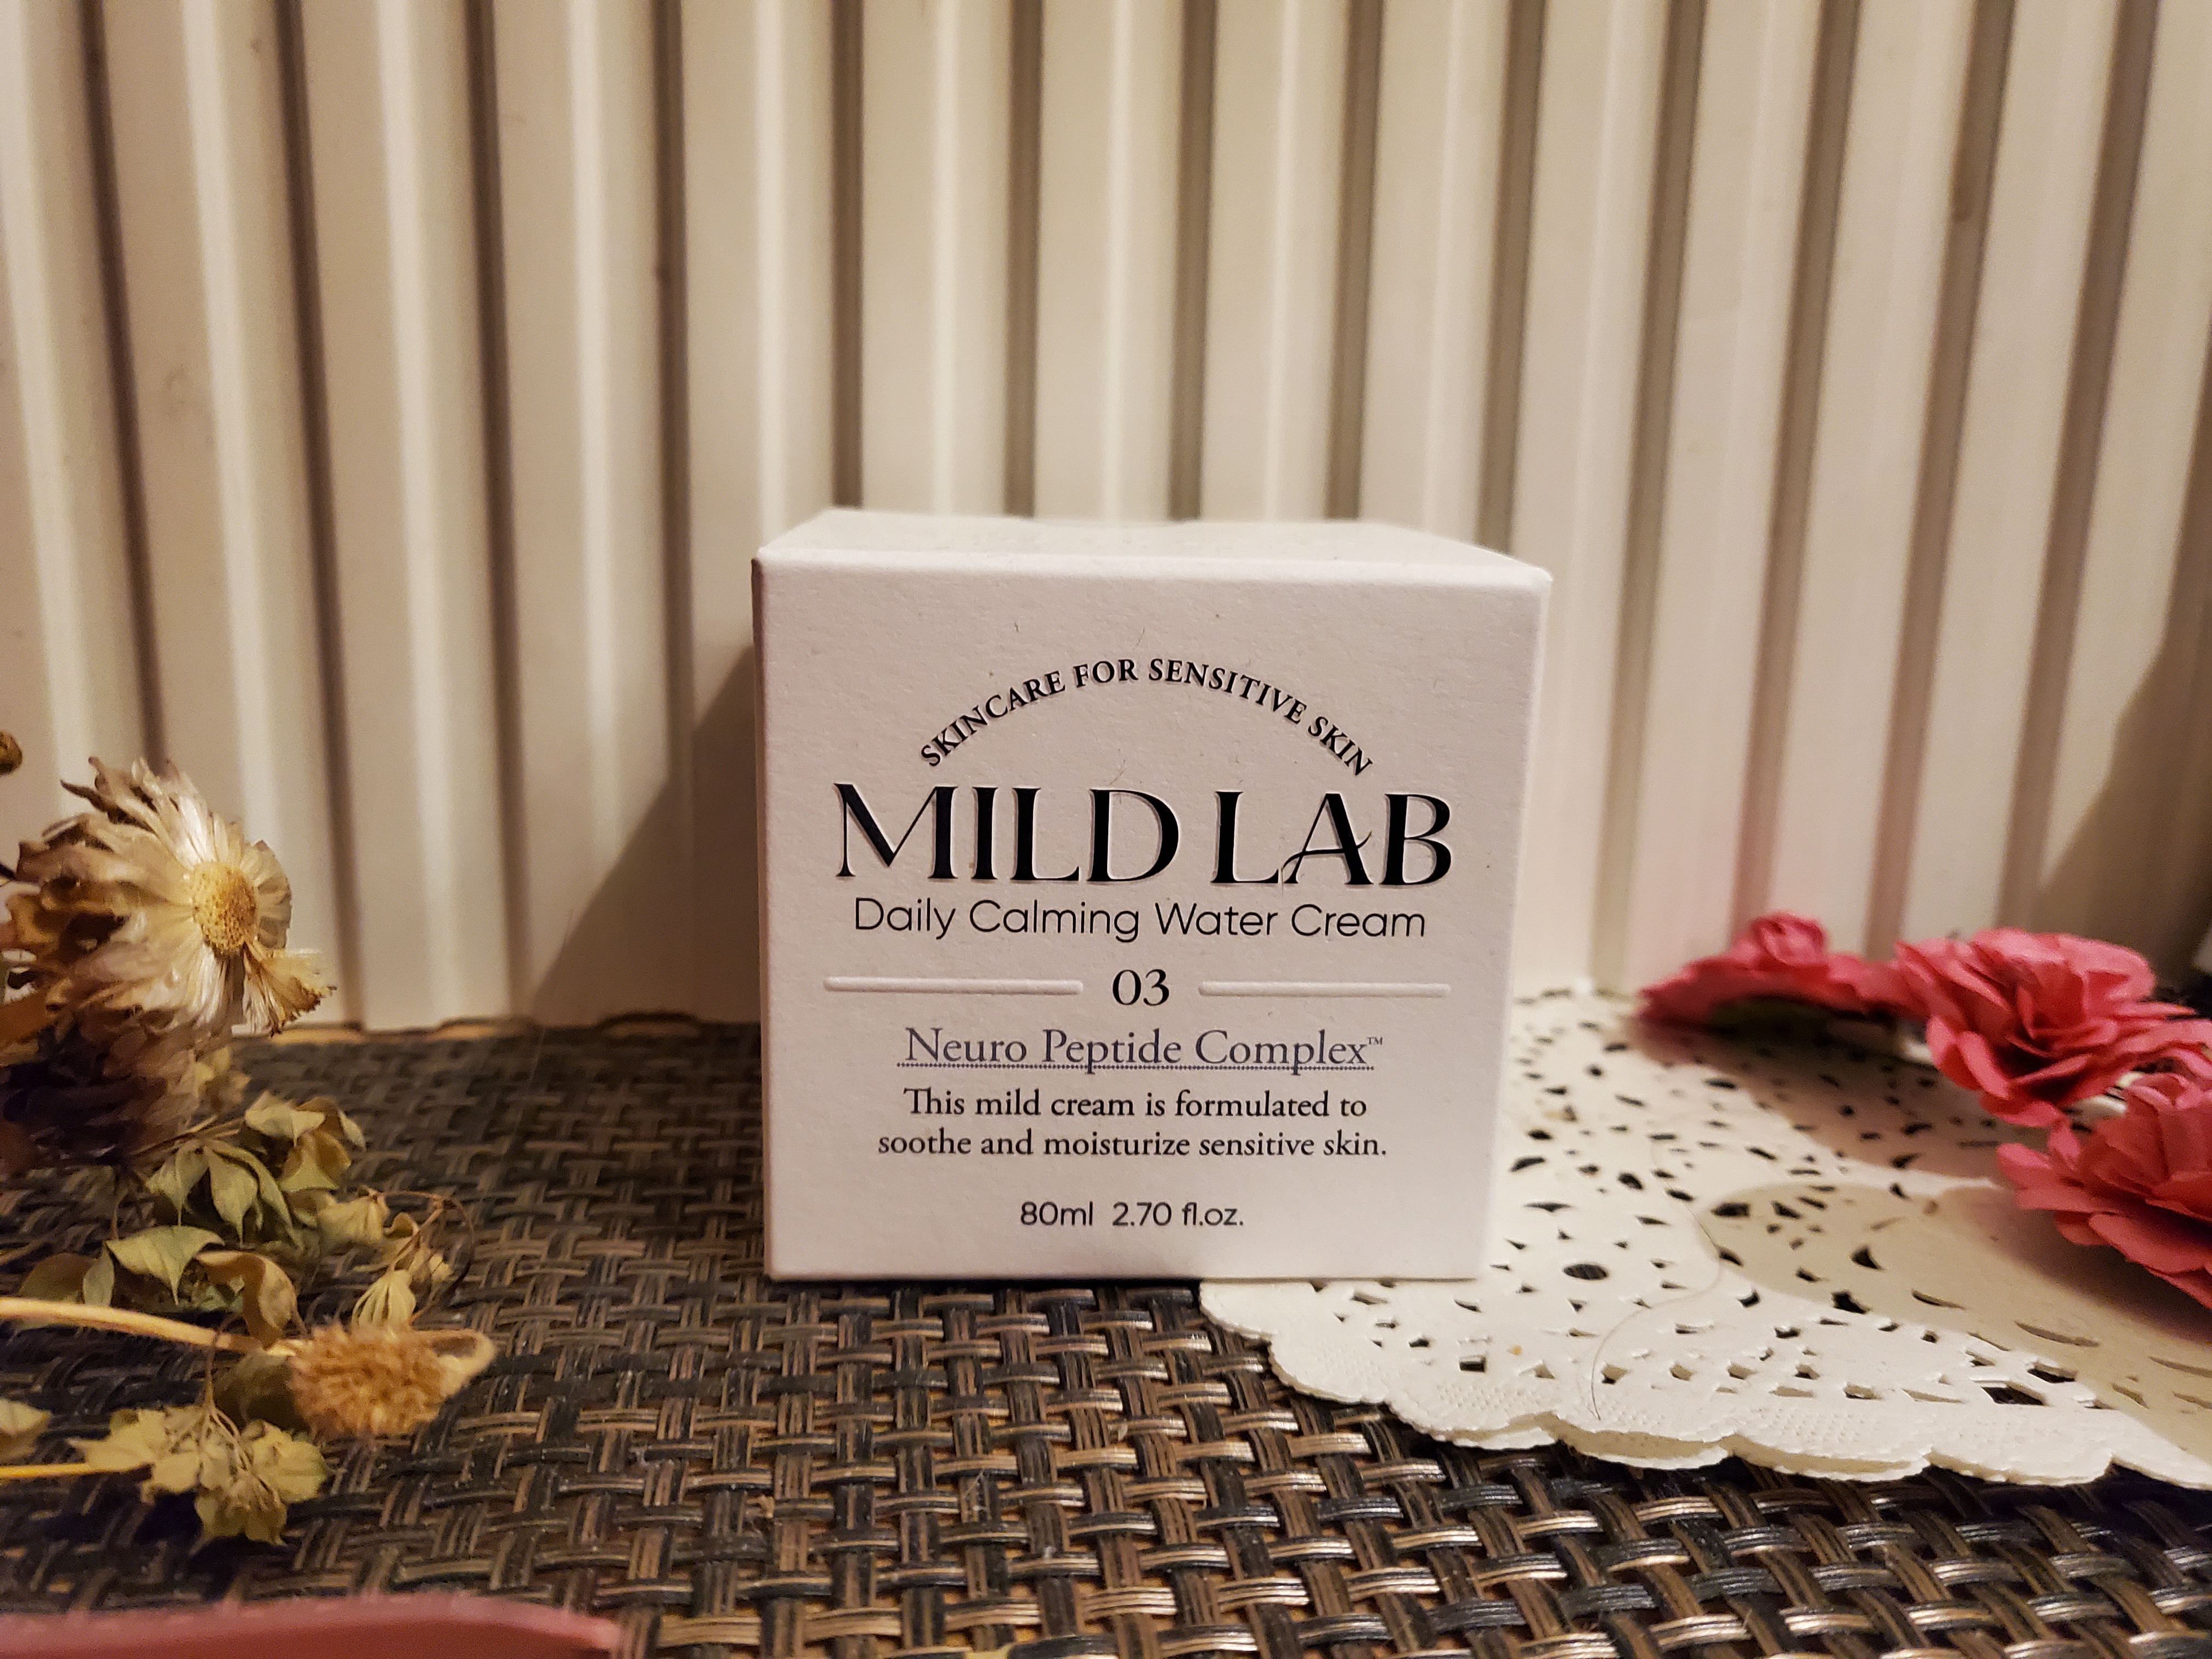 SKINCARE FOR SENSITIVE SKIN
MILD LAB
Daily Calming Water Cream
03
Neuro Peptide Complex™
This mild cream is formulated to
soothe and moisturize sensitive skin.
80ml 2.70 fl.oz.